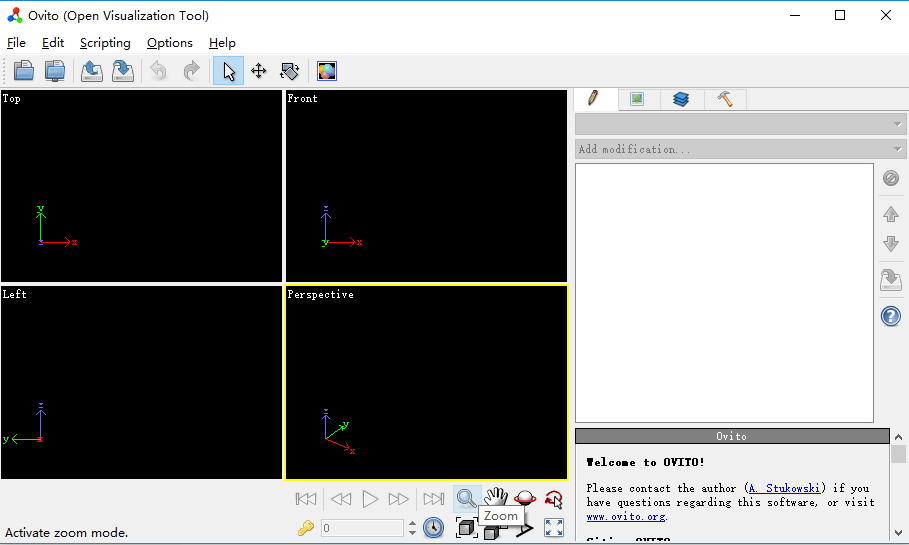 Ovito (Open Visualization Tool)
File Edit Scripting Options Help
Top
Front
Add modification...
y
x
z
z
y
x
Left
Perspective
z
y
x
z
y
x
Ovito
Welcome to OVITO!
Please contact the author (A. Stukowski) if you
have questions regarding this software, or visit
www.ovito.org.
Zoom
0
Activate zoom mode.